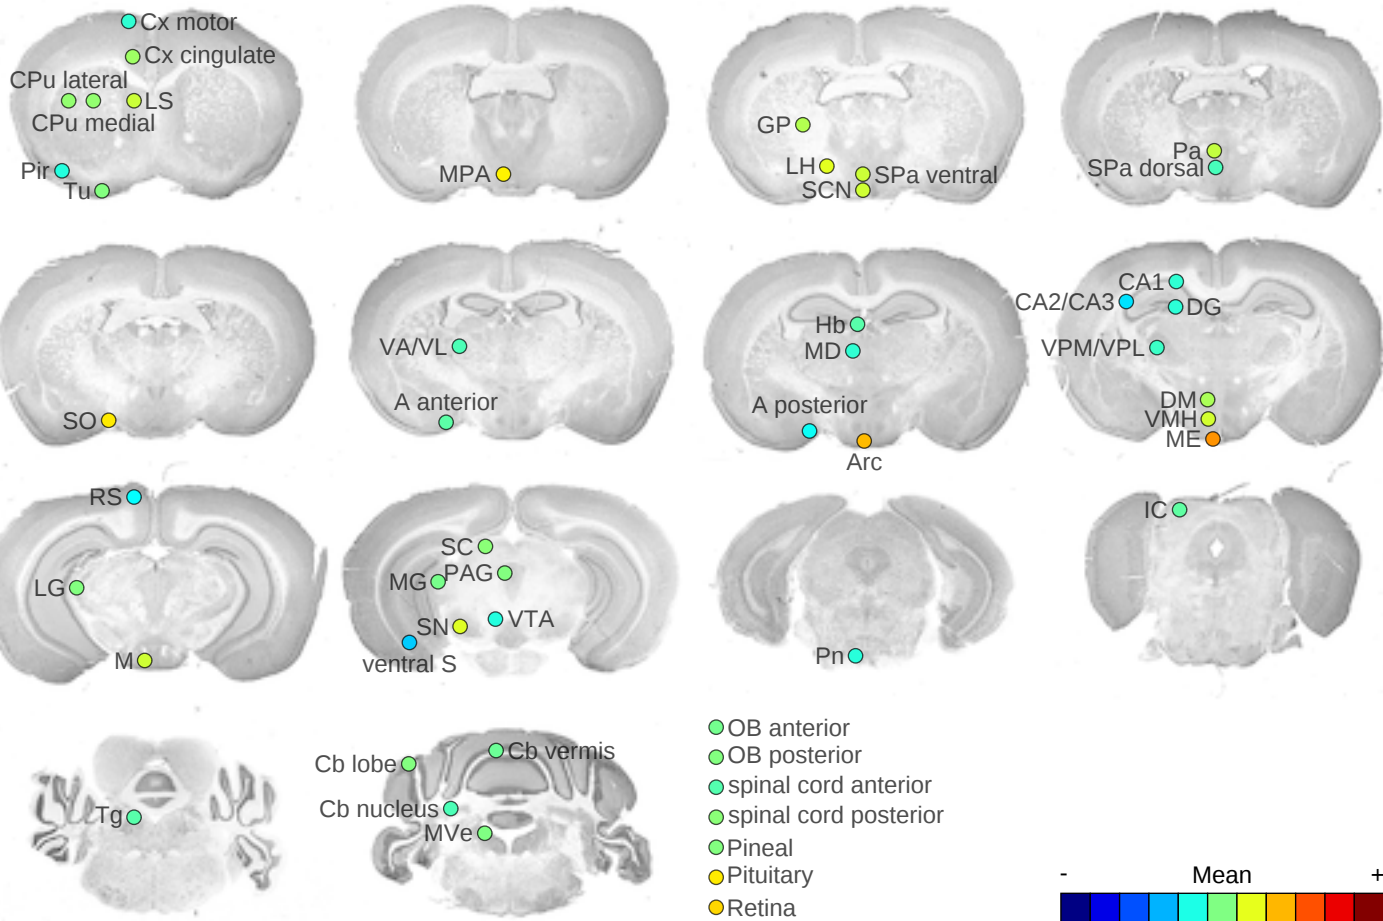 Cx motor
Cx cingulate
CPu lateral
LS
CPu medial
Pir
Tu
MPA
GP
LH
SPa ventral
SCN
Pa
SPa dorsal
SO
VA/VL
A anterior
Hb
MD
A posterior
Arc
CA1
CA2/CA3
DG
VPM/VPL
DM
VMH
ME
RS
LG
M
SC
PAG
MG
SN
VTA
ventral S
Pn
IC
Tg
Cb lobe
Cb vermis
Cb nucleus
MVe
OB anterior
OB posterior
spinal cord anterior
spinal cord posterior
Pineal
Pituitary
Retina
- Mean +